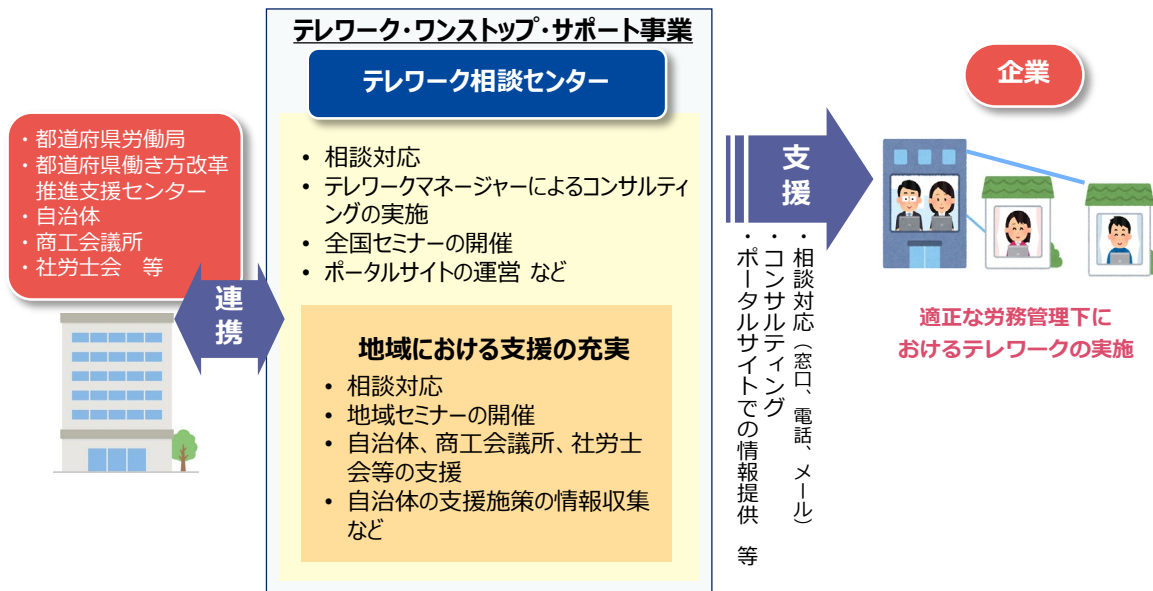 テレワーク・ワンストップ・サポート事業
テレワーク相談センター
・都道府県労働局
・都道府県働き方改革
推進支援センター
・自治体
・商工会議所
・社労士会　等
連携
• 相談対応
• テレワークマネージャーによるコンサルティ
ングの実施
• 全国セミナーの開催
• ポータルサイトの運営 など
地域における支援の充実
• 相談対応
• 地域セミナーの開催
• 自治体、商工会議所、社労士
会等の支援
• 自治体の支援施策の情報収集
など
支援
・相談対応（窓口、電話、メール）
・コンサルティング
・ポータルサイトでの情報提供　等
企業
適正な労務管理下に
おけるテレワークの実施